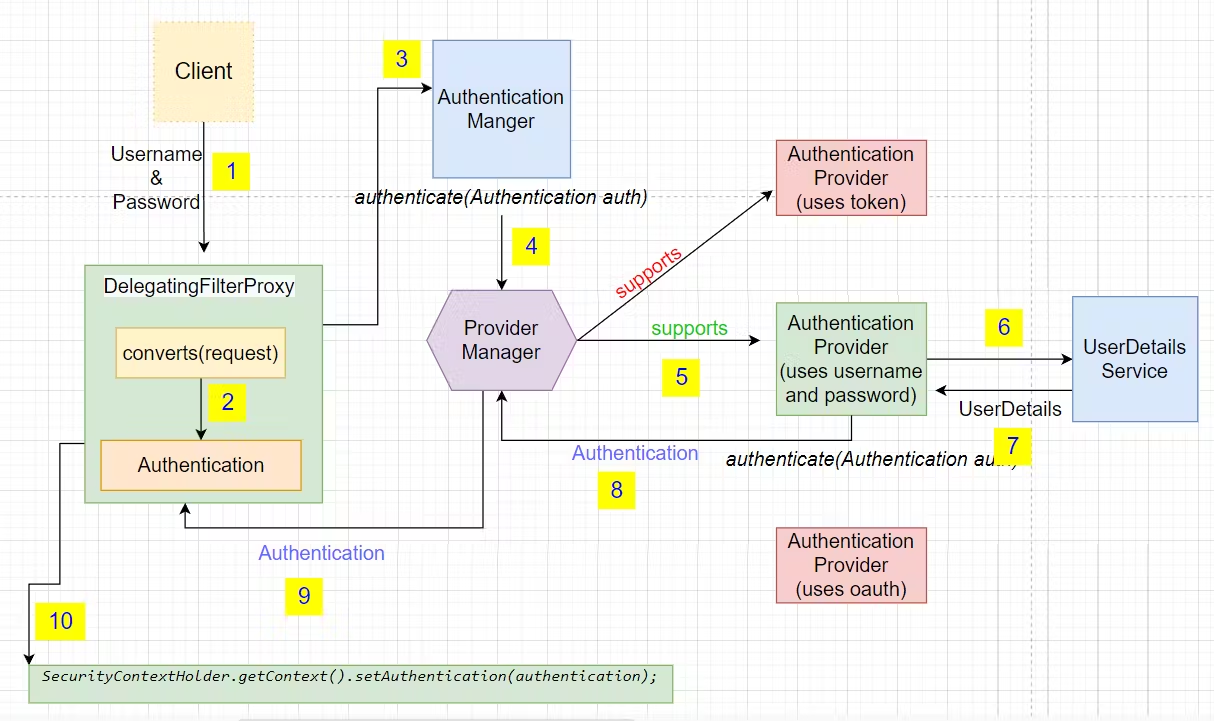 Client
Username
&
Password
1
DelegatingFilterProxy
converts(request)
2
Authentication
3
Authentication
Manger
authenticate(Authentication auth)
4
Provider
Manager
supports
supports
5
Authentication
Provider
(uses token)
Authentication
Provider
(uses username
and password)
6
UserDetails
Service
UserDetails
7
authenticate(Authentication auth)
Authentication
8
Authentication
9
Authentication
Provider
(uses oauth)
10
SecurityContextHolder.getContext().setAuthentication(authentication);